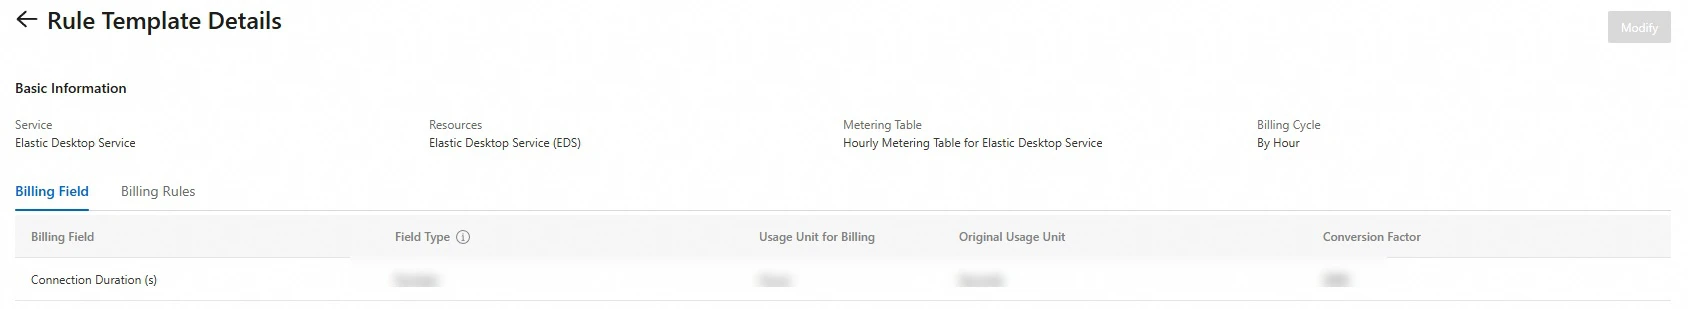 Rule Template Details
Modify
Basic Information
Service Resources Metering Table Billing Cycle
Elastic Desktop Service Elastic Desktop Service (EDS) Hourly Metering Table for Elastic Desktop Service By Hour
Billing Field Billing Rules
Billing Field Field Type Usage Unit for Billing Original Usage Unit Conversion Factor
Connection Duration (s)